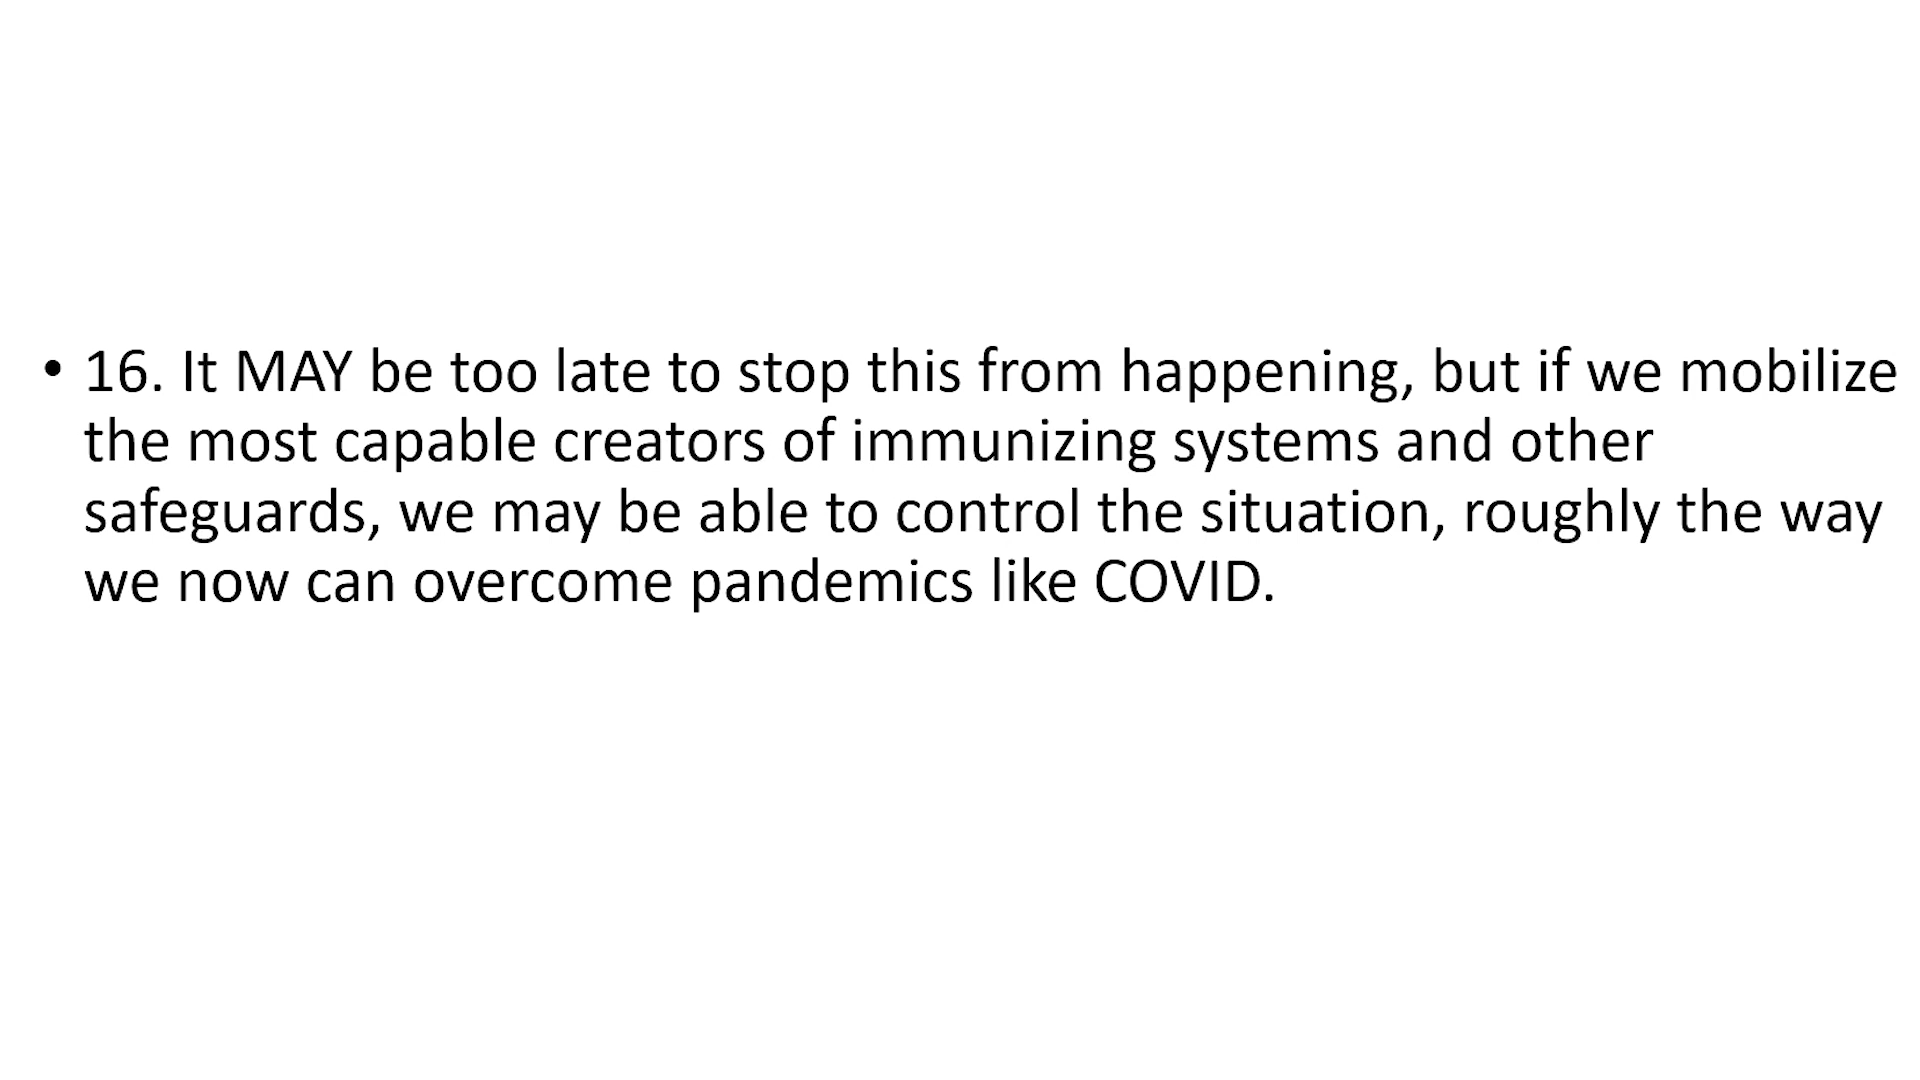 • 16. It MAY be too late to stop this from happening, but if we mobilize
the most capable creators of immunizing systems and other
safeguards, we may be able to control the situation, roughly the way
we now can overcome pandemics like COVID.